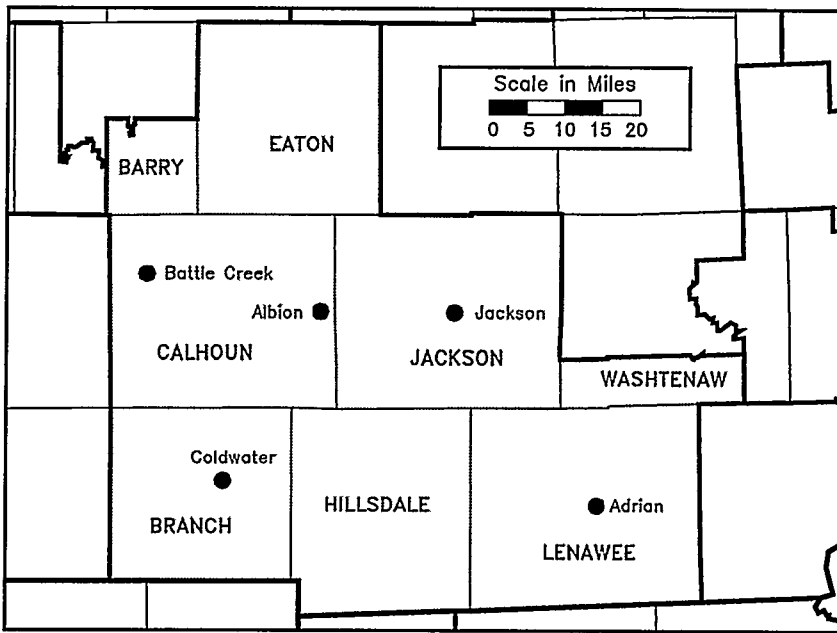 Scale in Miles
0 5 10 15 20
EATON
BARRY
Battle Creek
Albion
Jackson
CALHOUN
JACKSON
WASHTENAW
Coldwater
HILLSDALE
Adrian
BRANCH
LENAWEE